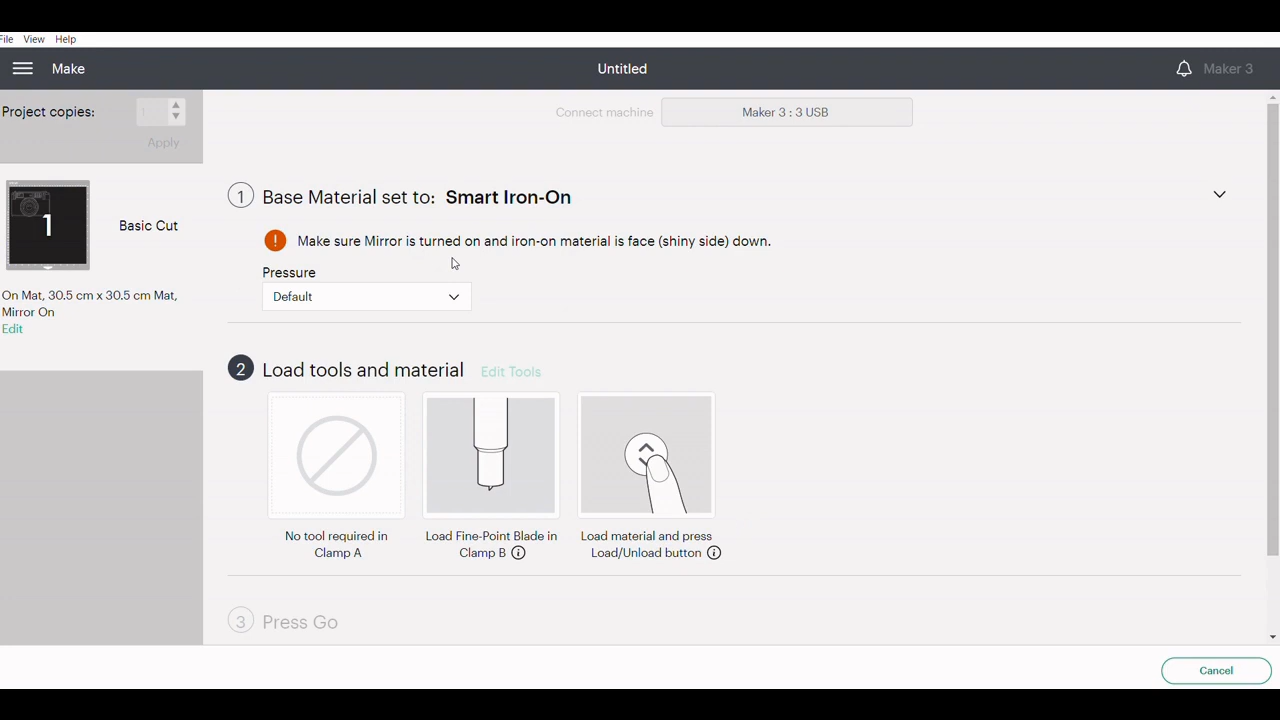 File View Help
Make
Untitled
Maker 3
Project copies:
1
Apply
Connect machine
Maker 3 : 3 USB
1
Basic Cut
On Mat, 30.5 cm x 30.5 cm Mat,
Mirror On
Edit
1 Base Material set to: Smart Iron-On
! Make sure Mirror is turned on and iron-on material is face (shiny side) down.
Pressure
Default
2 Load tools and material Edit Tools
No tool required in
Clamp A
Load Fine-Point Blade in
Clamp B
Load material and press
Load/Unload button
3 Press Go
Cancel